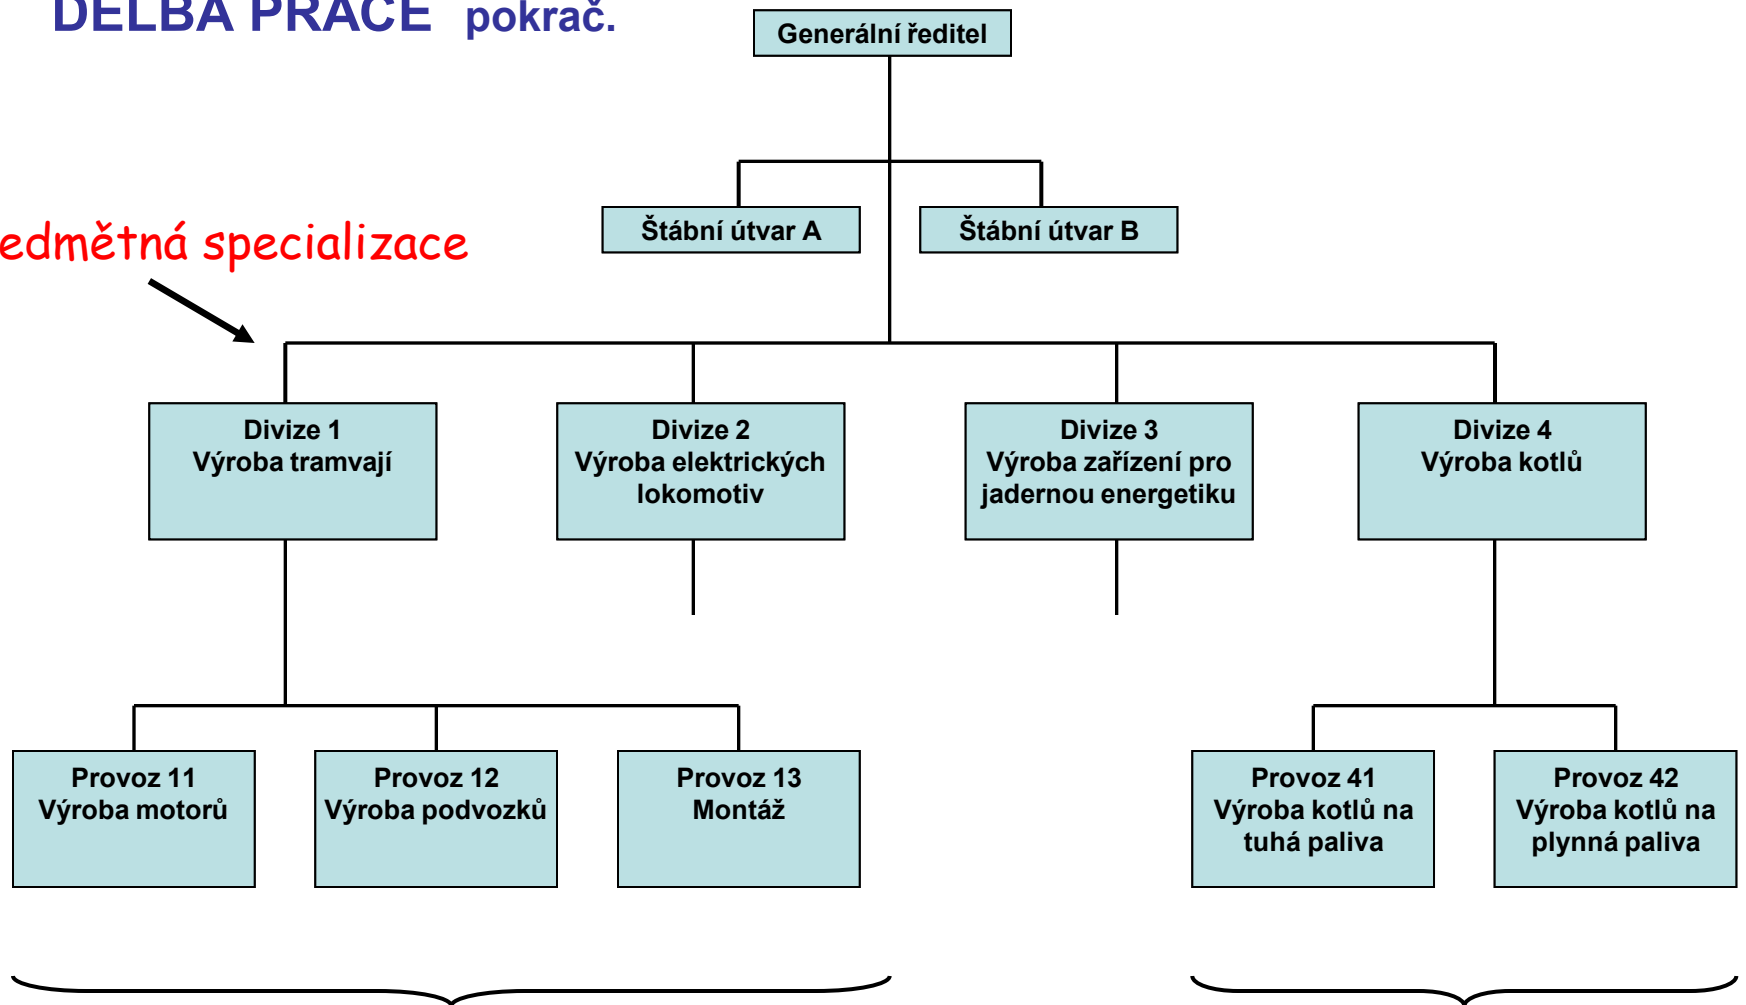 DĚLBA PRÁCE pokrač.
Generální ředitel
Štábní útvar A
Štábní útvar B
edmětná specializace
Divize 1
Výroba tramvají
Divize 2
Výroba elektrických
lokomotiv
Divize 3
Výroba zařízení pro
jadernou energetiku
Divize 4
Výroba kotlů
Provoz 11
Výroba motorů
Provoz 12
Výroba podvozků
Provoz 13
Montáž
Provoz 41
Výroba kotlů na
tuhá paliva
Provoz 42
Výroba kotlů na
plynná paliva